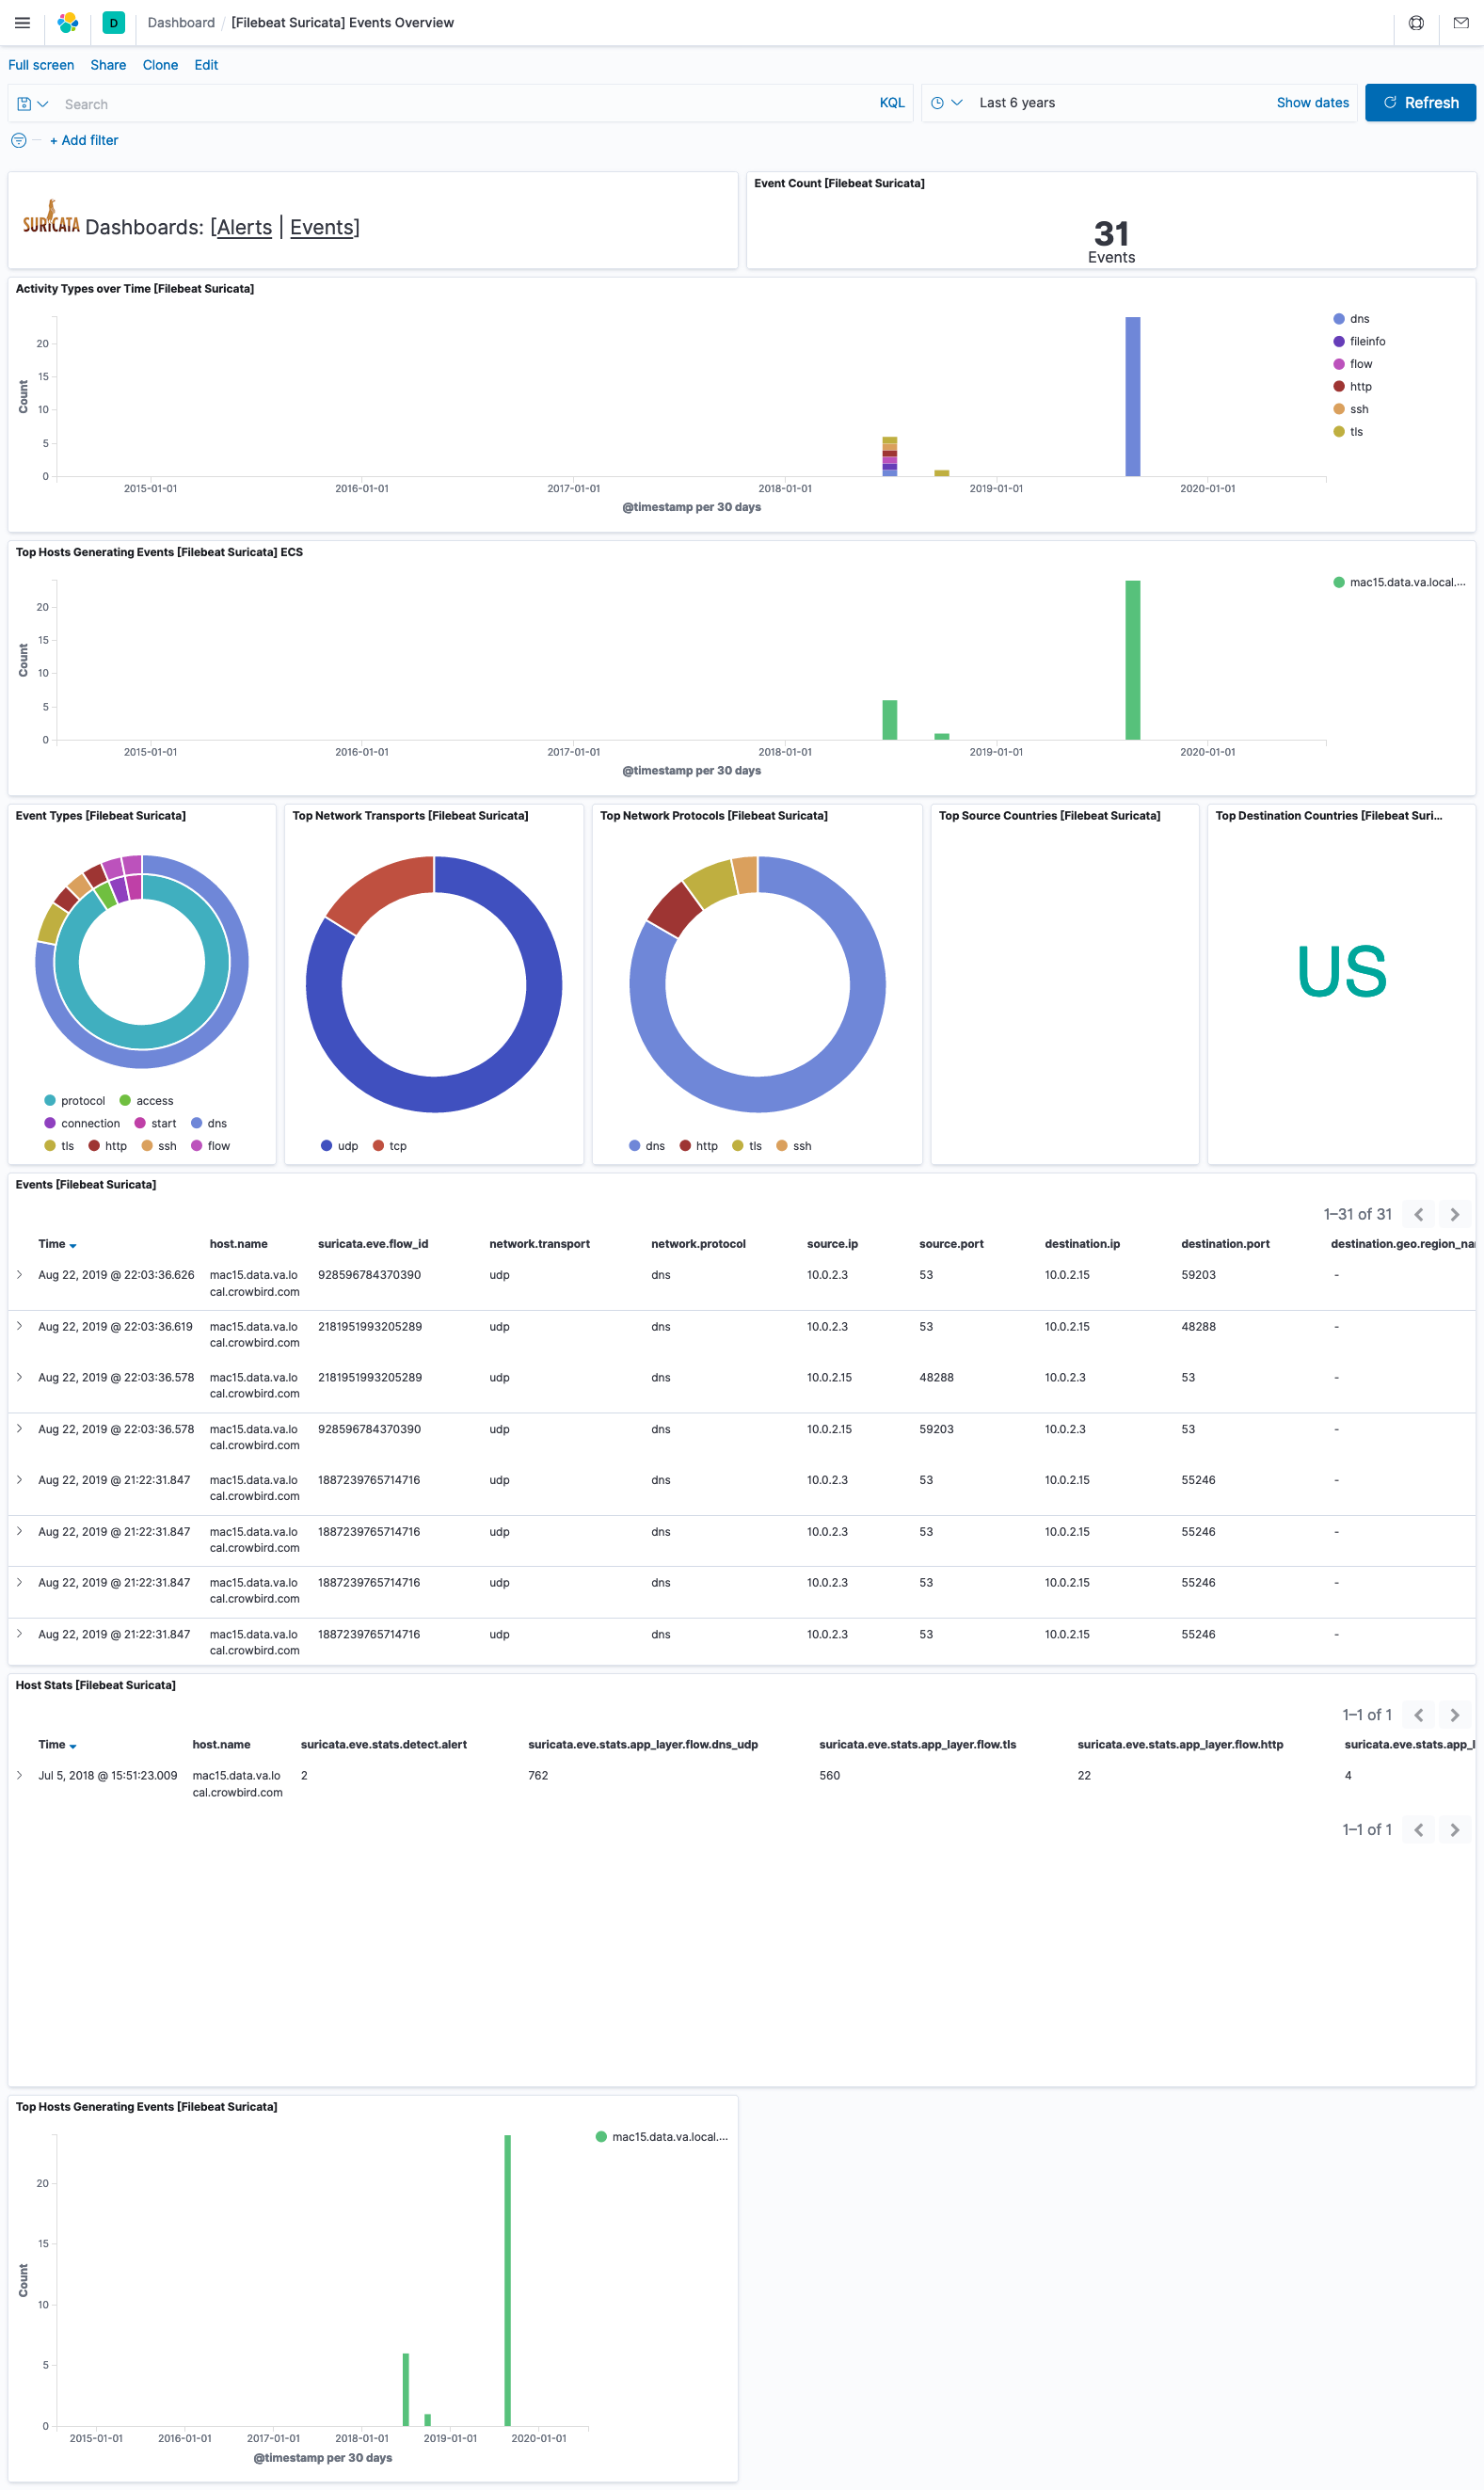 D Dashboard / [Filebeat Suricata] Events Overview
Full screen Share Clone Edit
Search KQL Last 6 years Show dates Refresh
+ Add filter
SURICATA Dashboards: [Alerts | Events]
Event Count [Filebeat Suricata]
31
Events
Activity Types over Time [Filebeat Suricata]
Count
20
15
10
5
0
2015-01-01 2016-01-01 2017-01-01 2018-01-01 2019-01-01 2020-01-01
@timestamp per 30 days
dns
fileinfo
flow
http
ssh
tls
Top Hosts Generating Events [Filebeat Suricata] ECS
Count
20
15
10
5
0
2015-01-01 2016-01-01 2017-01-01 2018-01-01 2019-01-01 2020-01-01
@timestamp per 30 days
mac15.data.va.local....
Event Types [Filebeat Suricata]
protocol access
connection start dns
tls http ssh flow
Top Network Transports [Filebeat Suricata]
udp tcp
Top Network Protocols [Filebeat Suricata]
dns http tls ssh
Top Source Countries [Filebeat Suricata]
Top Destination Countries [Filebeat Suri...
US
Events [Filebeat Suricata]
1–31 of 31
Time host.name suricata.eve.flow_id network.transport network.protocol source.ip source.port destination.ip destination.port destination.geo.region_na
Aug 22, 2019 @ 22:03:36.626 mac15.data.va.lo 928596784370390 udp dns 10.0.2.3 53 10.0.2.15 59203 -
cal.crowbird.com
Aug 22, 2019 @ 22:03:36.619 mac15.data.va.lo 2181951993205289 udp dns 10.0.2.3 53 10.0.2.15 48288 -
cal.crowbird.com
Aug 22, 2019 @ 22:03:36.578 mac15.data.va.lo 2181951993205289 udp dns 10.0.2.15 48288 10.0.2.3 53 -
cal.crowbird.com
Aug 22, 2019 @ 22:03:36.578 mac15.data.va.lo 928596784370390 udp dns 10.0.2.15 59203 10.0.2.3 53 -
cal.crowbird.com
Aug 22, 2019 @ 21:22:31.847 mac15.data.va.lo 1887239765714716 udp dns 10.0.2.3 53 10.0.2.15 55246 -
cal.crowbird.com
Aug 22, 2019 @ 21:22:31.847 mac15.data.va.lo 1887239765714716 udp dns 10.0.2.3 53 10.0.2.15 55246 -
cal.crowbird.com
Aug 22, 2019 @ 21:22:31.847 mac15.data.va.lo 1887239765714716 udp dns 10.0.2.3 53 10.0.2.15 55246 -
cal.crowbird.com
Aug 22, 2019 @ 21:22:31.847 mac15.data.va.lo 1887239765714716 udp dns 10.0.2.3 53 10.0.2.15 55246 -
cal.crowbird.com
Host Stats [Filebeat Suricata]
1–1 of 1
Time host.name suricata.eve.stats.detect.alert suricata.eve.stats.app_layer.flow.dns_udp suricata.eve.stats.app_layer.flow.tls suricata.eve.stats.app_layer.flow.http suricata.eve.stats.app_l
Jul 5, 2018 @ 15:51:23.009 mac15.data.va.lo 2 762 560 22 4
cal.crowbird.com
1–1 of 1
Top Hosts Generating Events [Filebeat Suricata]
Count
20
15
10
5
0
2015-01-01 2016-01-01 2017-01-01 2018-01-01 2019-01-01 2020-01-01
@timestamp per 30 days
mac15.data.va.local....